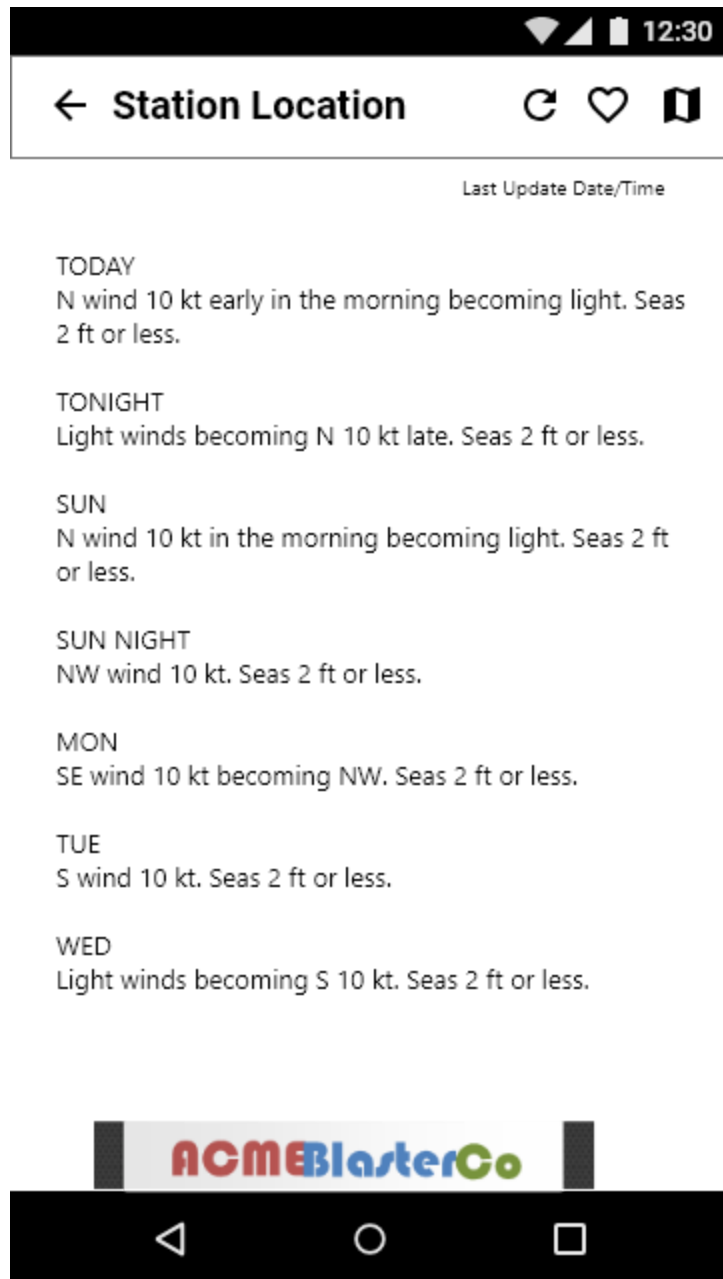 12:30
Station Location
Last Update Date/Time
TODAY
N wind 10 kt early in the morning becoming light. Seas
2 ft or less.
TONIGHT
Light winds becoming N 10 kt late. Seas 2 ft or less.
SUN
N wind 10 kt in the morning becoming light. Seas 2 ft
or less.
SUN NIGHT
NW wind 10 kt. Seas 2 ft or less.
MON
SE wind 10 kt becoming NW. Seas 2 ft or less.
TUE
S wind 10 kt. Seas 2 ft or less.
WED
Light winds becoming S 10 kt. Seas 2 ft or less.
ACMEBlasterCo